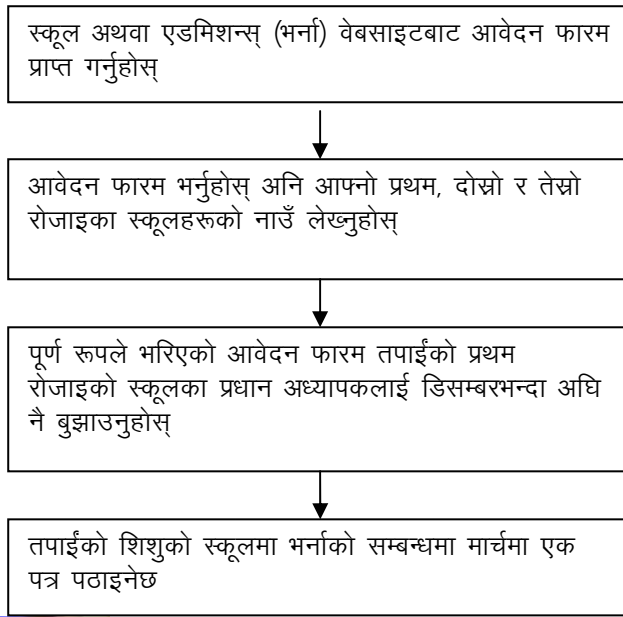 स्कूल अथवा एडमिशन्स् (भर्ना) वेबसाइटबाट आवेदन फारम
प्राप्त गर्नुहोस्
आवेदन फारम भर्नुहोस् अनि आफ्नो प्रथम, दोस्रो र तेस्रो
रोजाइका स्कूलहरूको नाउँ लेख्नुहोस्
पूर्ण रूपले भरिएको आवेदन फारम तपाईंको प्रथम
रोजाइको स्कूलका प्रधान अध्यापकलाई डिसम्बरभन्दा अघि
नै बुझाउनुहोस्
तपाईंको शिशुको स्कूलमा भर्नाको सम्बन्धमा मार्चमा एक
पत्र पठाइनेछ